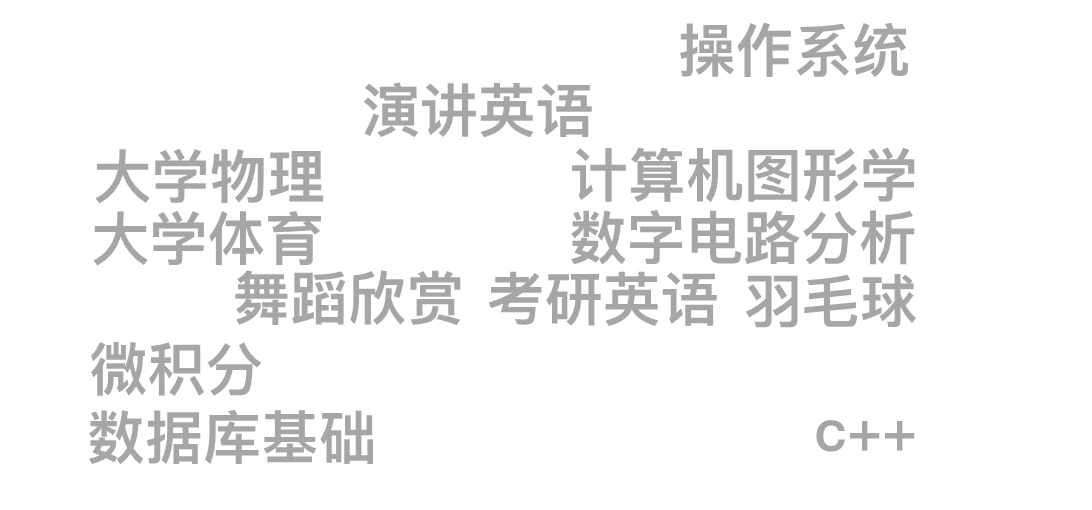 操作系统
演讲英语
大学物理 计算机图形学
大学体育 数字电路分析
舞蹈欣赏 考研英语 羽毛球
微积分
数据库基础 C++